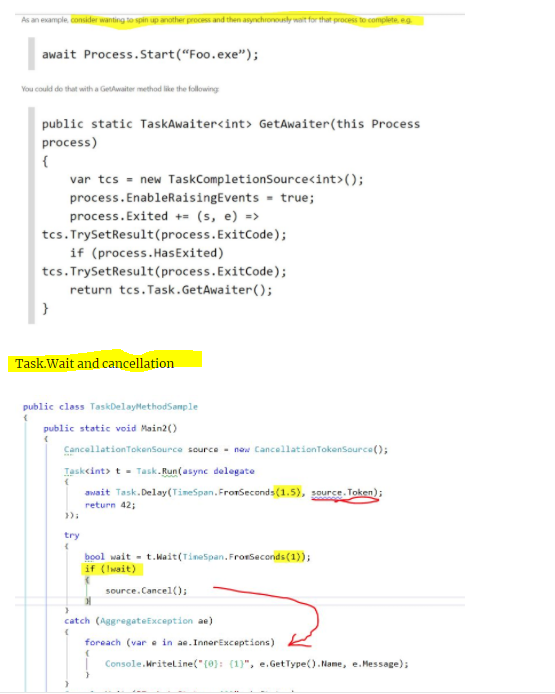 As an example, consider wanting to spin up another process and then asynchronously wait for that process to complete, e.g.
await Process.Start(“Foo.exe”);
You could do that with a GetAwaiter method like the following:
public static TaskAwaiter<int> GetAwaiter(this Process
process)
{
var tcs = new TaskCompletionSource<int>();
process.EnableRaisingEvents = true;
process.Exited += (s, e) =>
tcs.TrySetResult(process.ExitCode);
if (process.HasExited)
tcs.TrySetResult(process.ExitCode);
return tcs.Task.GetAwaiter();
}
Task.Wait and cancellation
public class TaskDelayMethodSample
{
public static void Main2()
{
CancellationTokenSource source = new CancellationTokenSource();
Task<int> t = Task.Run(async delegate
{
await Task.Delay(TimeSpan.FromSeconds(1.5), source.Token);
return 42;
});
try
{
bool wait = t.Wait(TimeSpan.FromSeconds(1));
if (!wait)
{
source.Cancel();
}
}
catch (AggregateException ae)
{
foreach (var e in ae.InnerExceptions)
{
Console.WriteLine("{0}: {1}", e.GetType().Name, e.Message);
}
}